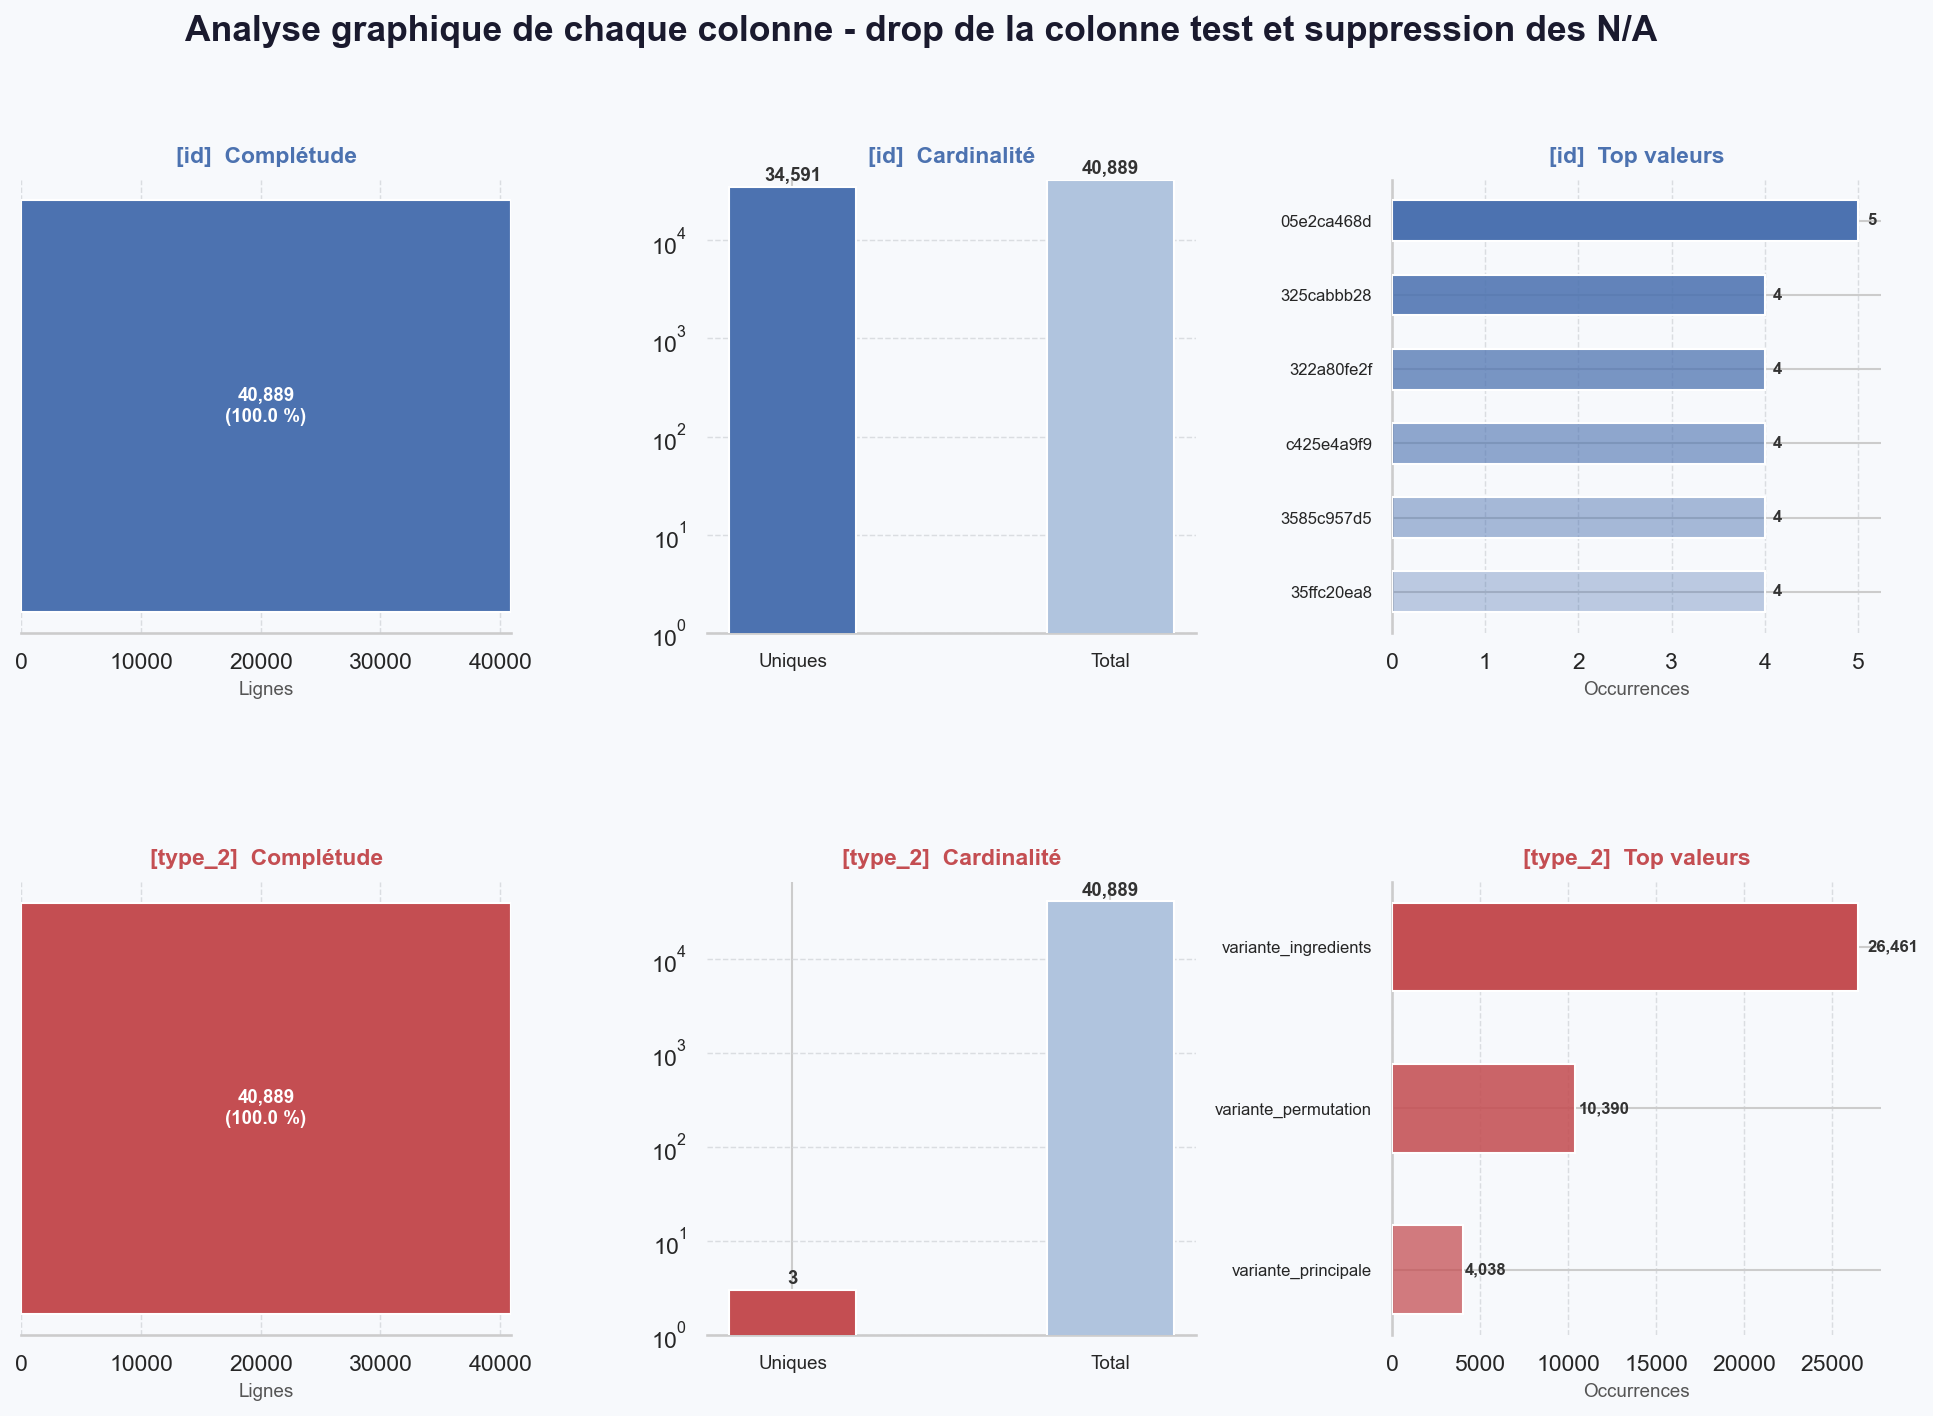 Analyse graphique de chaque colonne - drop de la colonne test et suppression des N/A
[id]  Complétude
40,889
(100.0 %)
0 10000 20000 30000 40000
Lignes
[id]  Cardinalité
34,591
40,889
10^4
10^3
10^2
10^1
10^0
Uniques Total
[id]  Top valeurs
05e2ca468d 5
325cabbb28 4
322a80fe2f 4
c425e4a9f9 4
3585c957d5 4
35ffc20ea8 4
0 1 2 3 4 5
Occurrences
[type_2]  Complétude
40,889
(100.0 %)
0 10000 20000 30000 40000
Lignes
[type_2]  Cardinalité
40,889
10^4
10^3
10^2
10^1
3
10^0
Uniques Total
[type_2]  Top valeurs
variante_ingredients 26,461
variante_permutation 10,390
variante_principale 4,038
0 5000 10000 15000 20000 25000
Occurrences